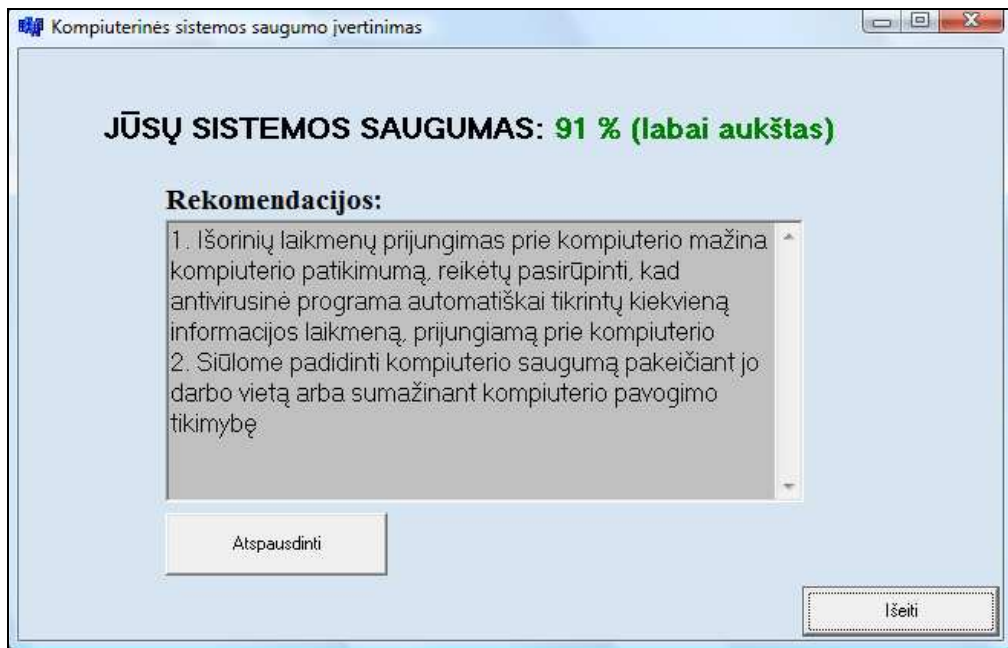 Kompiuterinės sistemos saugumo įvertinimas
JŪSŲ SISTEMOS SAUGUMAS: 91 % (labai aukštas)
Rekomendacijos:
1. Išorinių laikmenų prijungimas prie kompiuterio mažina
kompiuterio patikimumą, reikėtų pasirūpinti, kad
antivirusinė programa automatiškai tikrintų kiekvieną
informacijos laikmeną, prijungiamą prie kompiuterio
2. Siūlome padidinti kompiuterio saugumą pakeičiant jo
darbo vietą arba sumažinant kompiuterio pavogimo
tikimybę
Atspausdinti
Išeiti